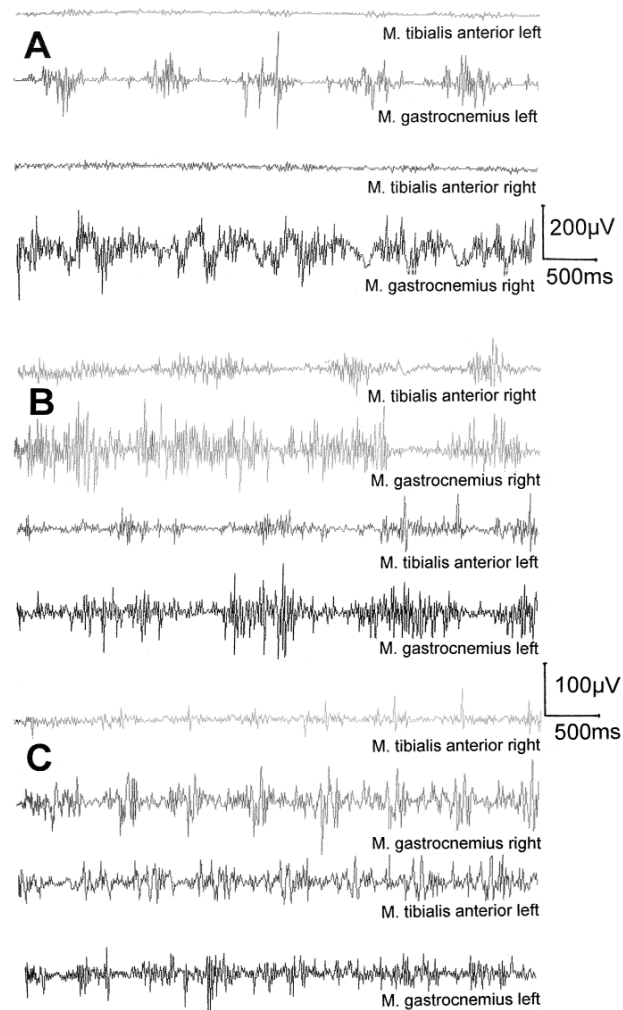 A
M. tibialis anterior left
M. gastrocnemius left
M. tibialis anterior right
200µV
500ms
M. gastrocnemius right
B
M. tibialis anterior right
M. gastrocnemius right
M. tibialis anterior left
M. gastrocnemius left
100µV
500ms
C
M. tibialis anterior right
M. gastrocnemius right
M. tibialis anterior left
M. gastrocnemius left